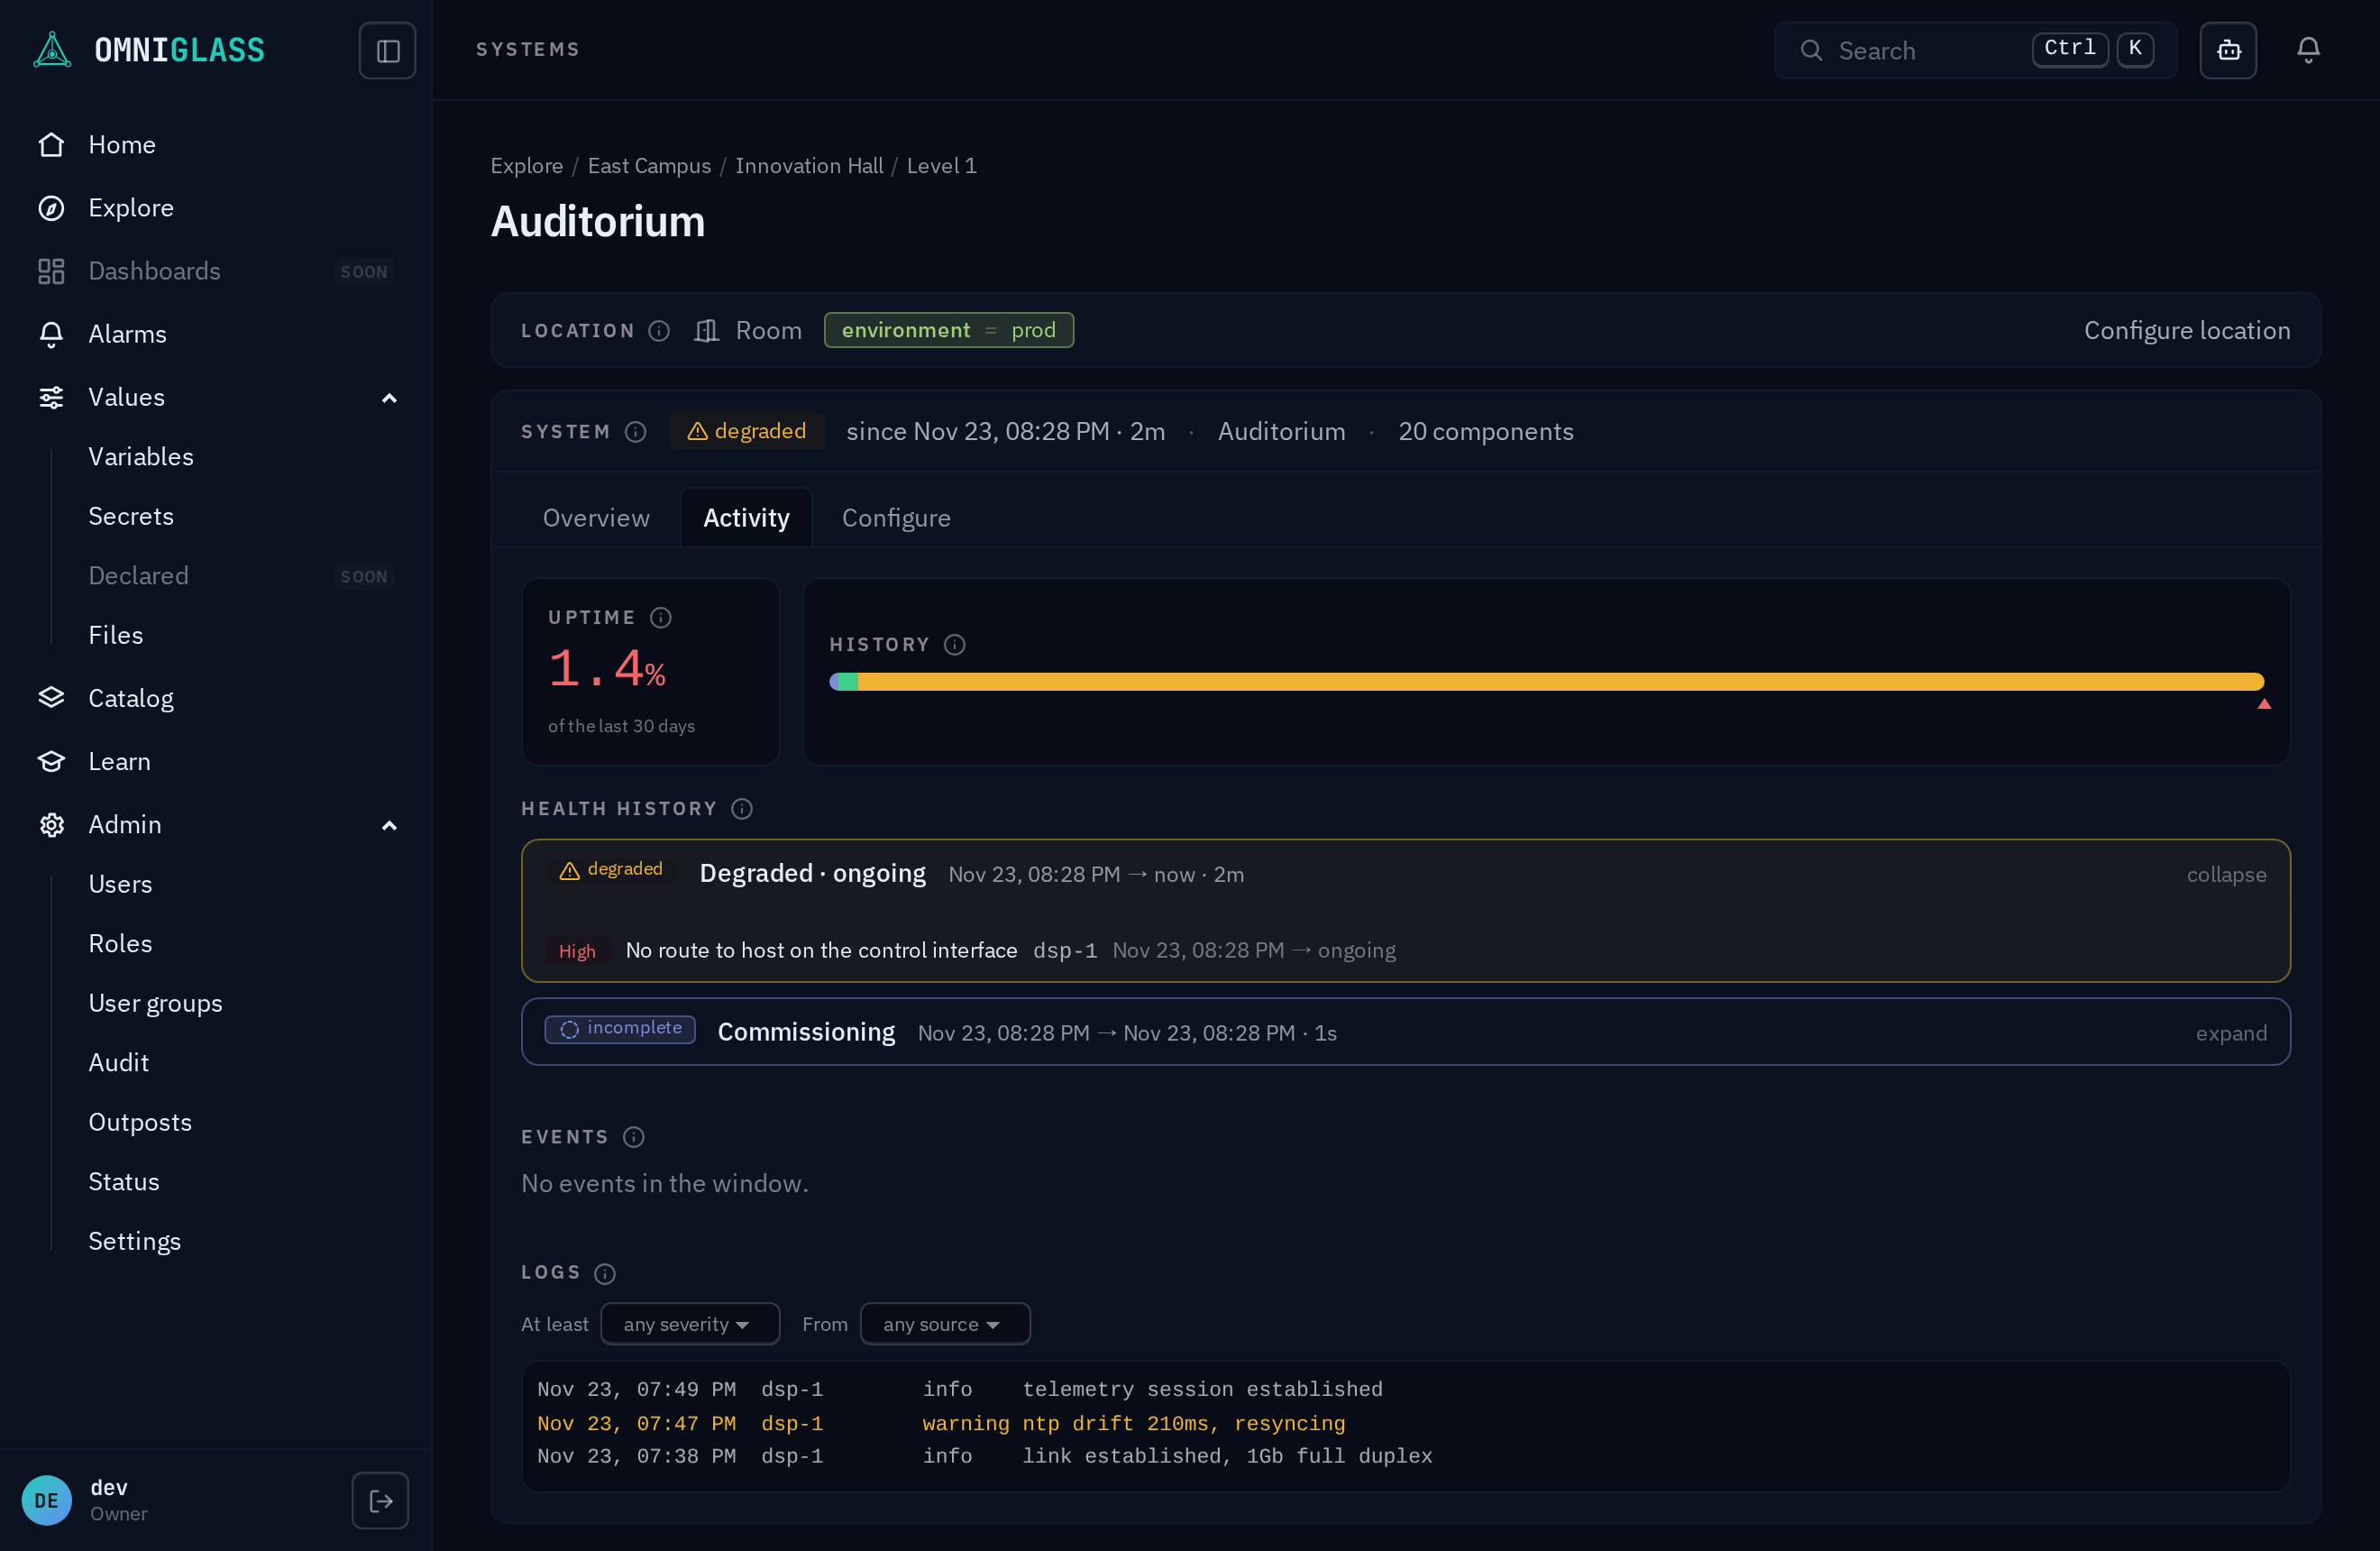 OMNIGLASS
Home
Explore
Dashboards SOON
Alarms
Values
Variables
Secrets
Declared SOON
Files
Catalog
Learn
Admin
Users
Roles
User groups
Audit
Outposts
Status
Settings
DE dev
Owner
SYSTEMS
Search Ctrl K
Explore / East Campus / Innovation Hall / Level 1
Auditorium
LOCATION Room environment = prod Configure location
SYSTEM degraded since Nov 23, 08:28 PM · 2m · Auditorium · 20 components
Overview Activity Configure
UPTIME
1.4%
of the last 30 days
HISTORY
HEALTH HISTORY
degraded Degraded · ongoing Nov 23, 08:28 PM → now · 2m collapse
High No route to host on the control interface dsp-1 Nov 23, 08:28 PM → ongoing
incomplete Commissioning Nov 23, 08:28 PM → Nov 23, 08:28 PM · 1s expand
EVENTS
No events in the window.
LOGS
At least any severity From any source
Nov 23, 07:49 PM dsp-1 info telemetry session established
Nov 23, 07:47 PM dsp-1 warning ntp drift 210ms, resyncing
Nov 23, 07:38 PM dsp-1 info link established, 1Gb full duplex